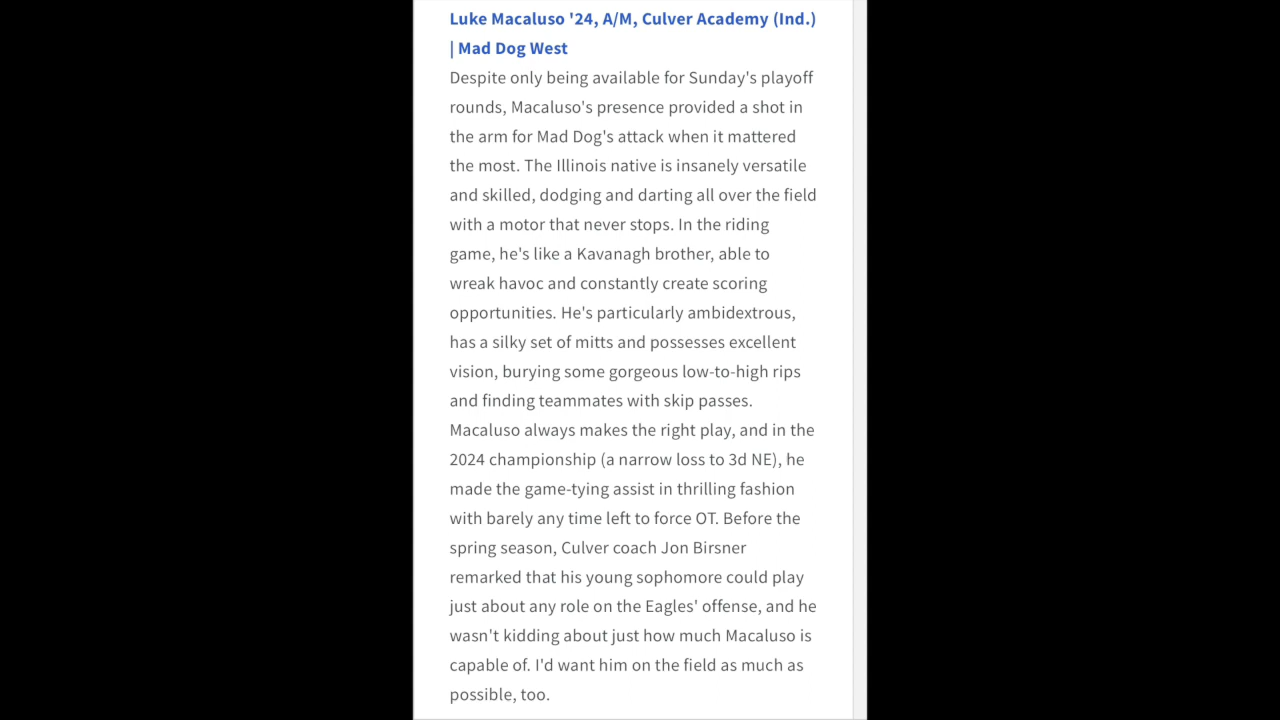 Luke Macaluso '24, A/M, Culver Academy (Ind.)
| Mad Dog West
Despite only being available for Sunday's playoff
rounds, Macaluso's presence provided a shot in
the arm for Mad Dog's attack when it mattered
the most. The Illinois native is insanely versatile
and skilled, dodging and darting all over the field
with a motor that never stops. In the riding
game, he's like a Kavanagh brother, able to
wreak havoc and constantly create scoring
opportunities. He's particularly ambidextrous,
has a silky set of mitts and possesses excellent
vision, burying some gorgeous low-to-high rips
and finding teammates with skip passes.
Macaluso always makes the right play, and in the
2024 championship (a narrow loss to 3d NE), he
made the game-tying assist in thrilling fashion
with barely any time left to force OT. Before the
spring season, Culver coach Jon Birsner
remarked that his young sophomore could play
just about any role on the Eagles' offense, and he
wasn't kidding about just how much Macaluso is
capable of. I'd want him on the field as much as
possible, too.